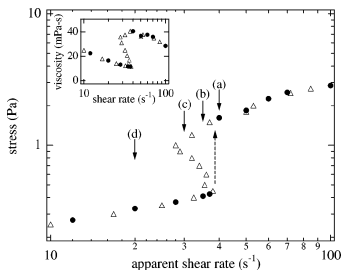 viscosity (mPa·s)
60
40
20
0
10
100
shear rate (s⁻¹)
stress (Pa)
10
1
(a)
(b)
(c)
(d)
10
2
3
4
5
6
7
8
9
100
apparent shear rate (s⁻¹)